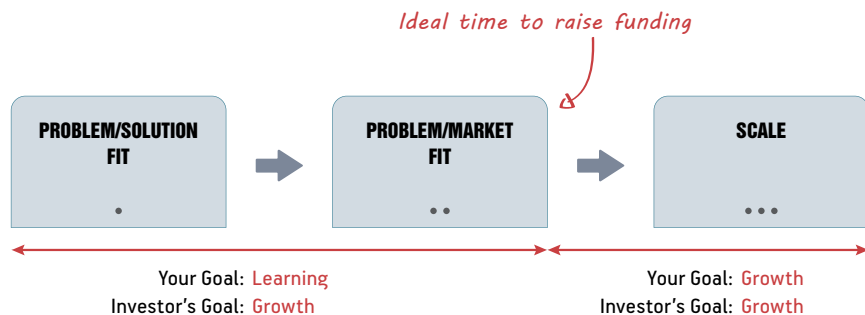 Ideal time to raise funding
PROBLEM/SOLUTION
FIT
PROBLEM/MARKET
FIT
SCALE
Your Goal: Learning
Investor's Goal: Growth
Your Goal: Growth
Investor's Goal: Growth